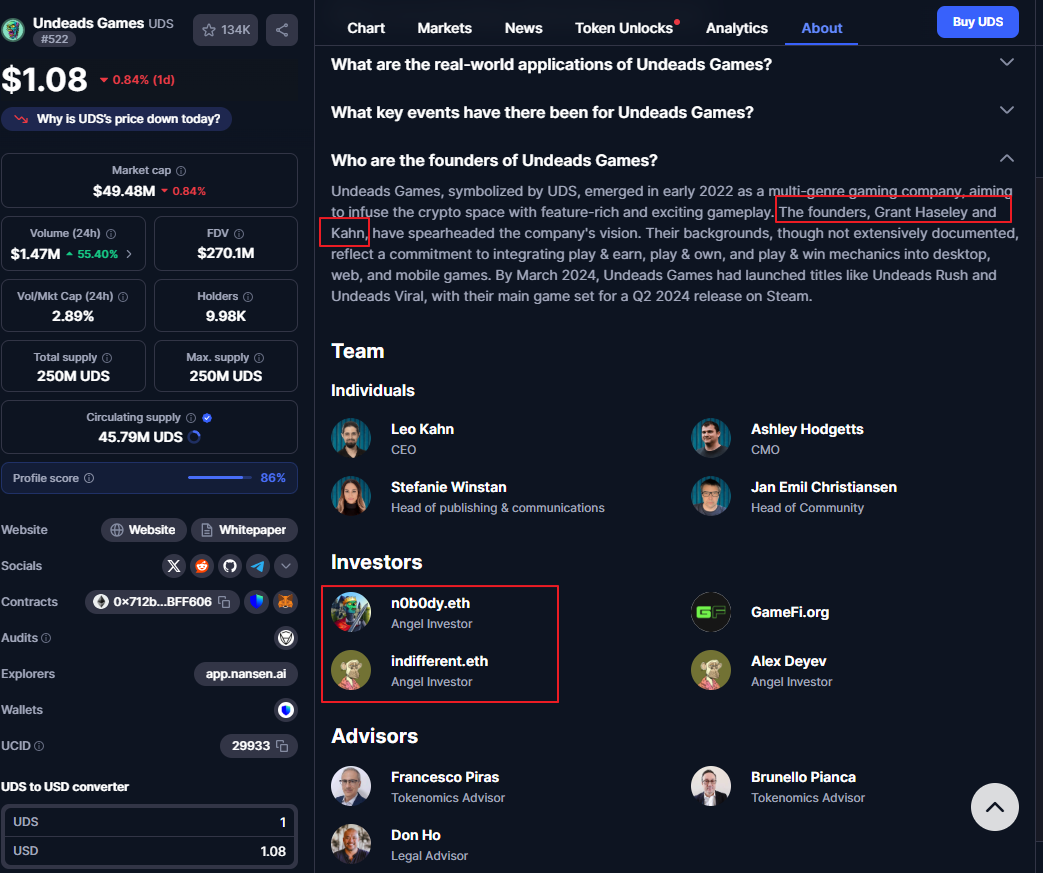 Undeads Games UDS
#522
134K
$1.08 0.84% (1d)
Why is UDS's price down today?
Market cap
$49.48M 0.84%
Volume (24h)
$1.47M 55.40%
FDV
$270.1M
Vol/Mkt Cap (24h)
2.89%
Holders
9.98K
Total supply
250M UDS
Max. supply
250M UDS
Circulating supply
45.79M UDS
Profile score 86%
Website Website Whitepaper
Socials
Contracts 0x712b...BFF606
Audits
Explorers app.nansen.ai
Wallets
UCID 29933
UDS to USD converter
UDS 1
USD 1.08
Chart Markets News Token Unlocks Analytics About
Buy UDS
What are the real-world applications of Undeads Games?
What key events have there been for Undeads Games?
Who are the founders of Undeads Games?
Undeads Games, symbolized by UDS, emerged in early 2022 as a multi-genre gaming company, aiming
to infuse the crypto space with feature-rich and exciting gameplay. The founders, Grant Haseley and
Kahn, have spearheaded the company's vision. Their backgrounds, though not extensively documented,
reflect a commitment to integrating play & earn, play & own, and play & win mechanics into desktop,
web, and mobile games. By March 2024, Undeads Games had launched titles like Undeads Rush and
Undeads Viral, with their main game set for a Q2 2024 release on Steam.
Team
Individuals
Leo Kahn
CEO
Ashley Hodgetts
CMO
Stefanie Winstan
Head of publishing & communications
Jan Emil Christiansen
Head of Community
Investors
n0b0dy.eth
Angel Investor
GF
GameFi.org
indifferent.eth
Angel Investor
Alex Deyev
Angel Investor
Advisors
Francesco Piras
Tokenomics Advisor
Brunello Pianca
Tokenomics Advisor
Don Ho
Legal Advisor